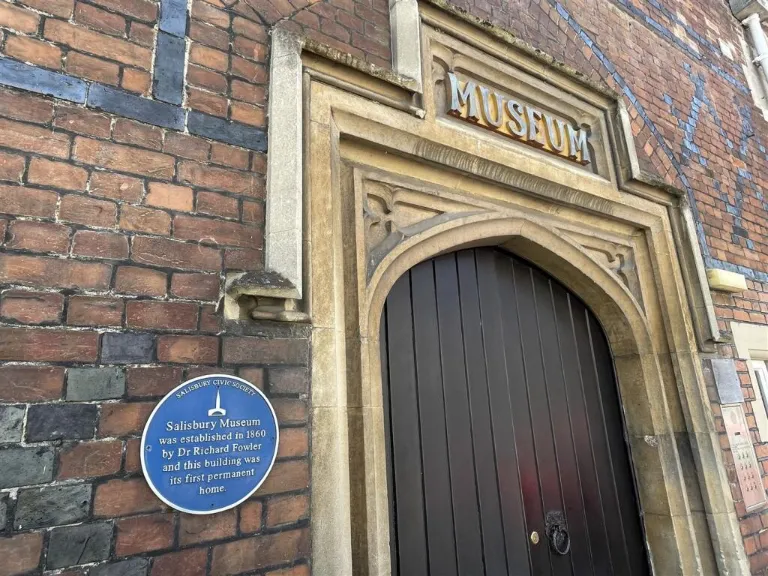 MUSEUM
SALISBURY CIVIC SOCIETY
Salisbury Museum
was established in 1860
by Dr Richard Fowler
and this building was
its first permanent
home.